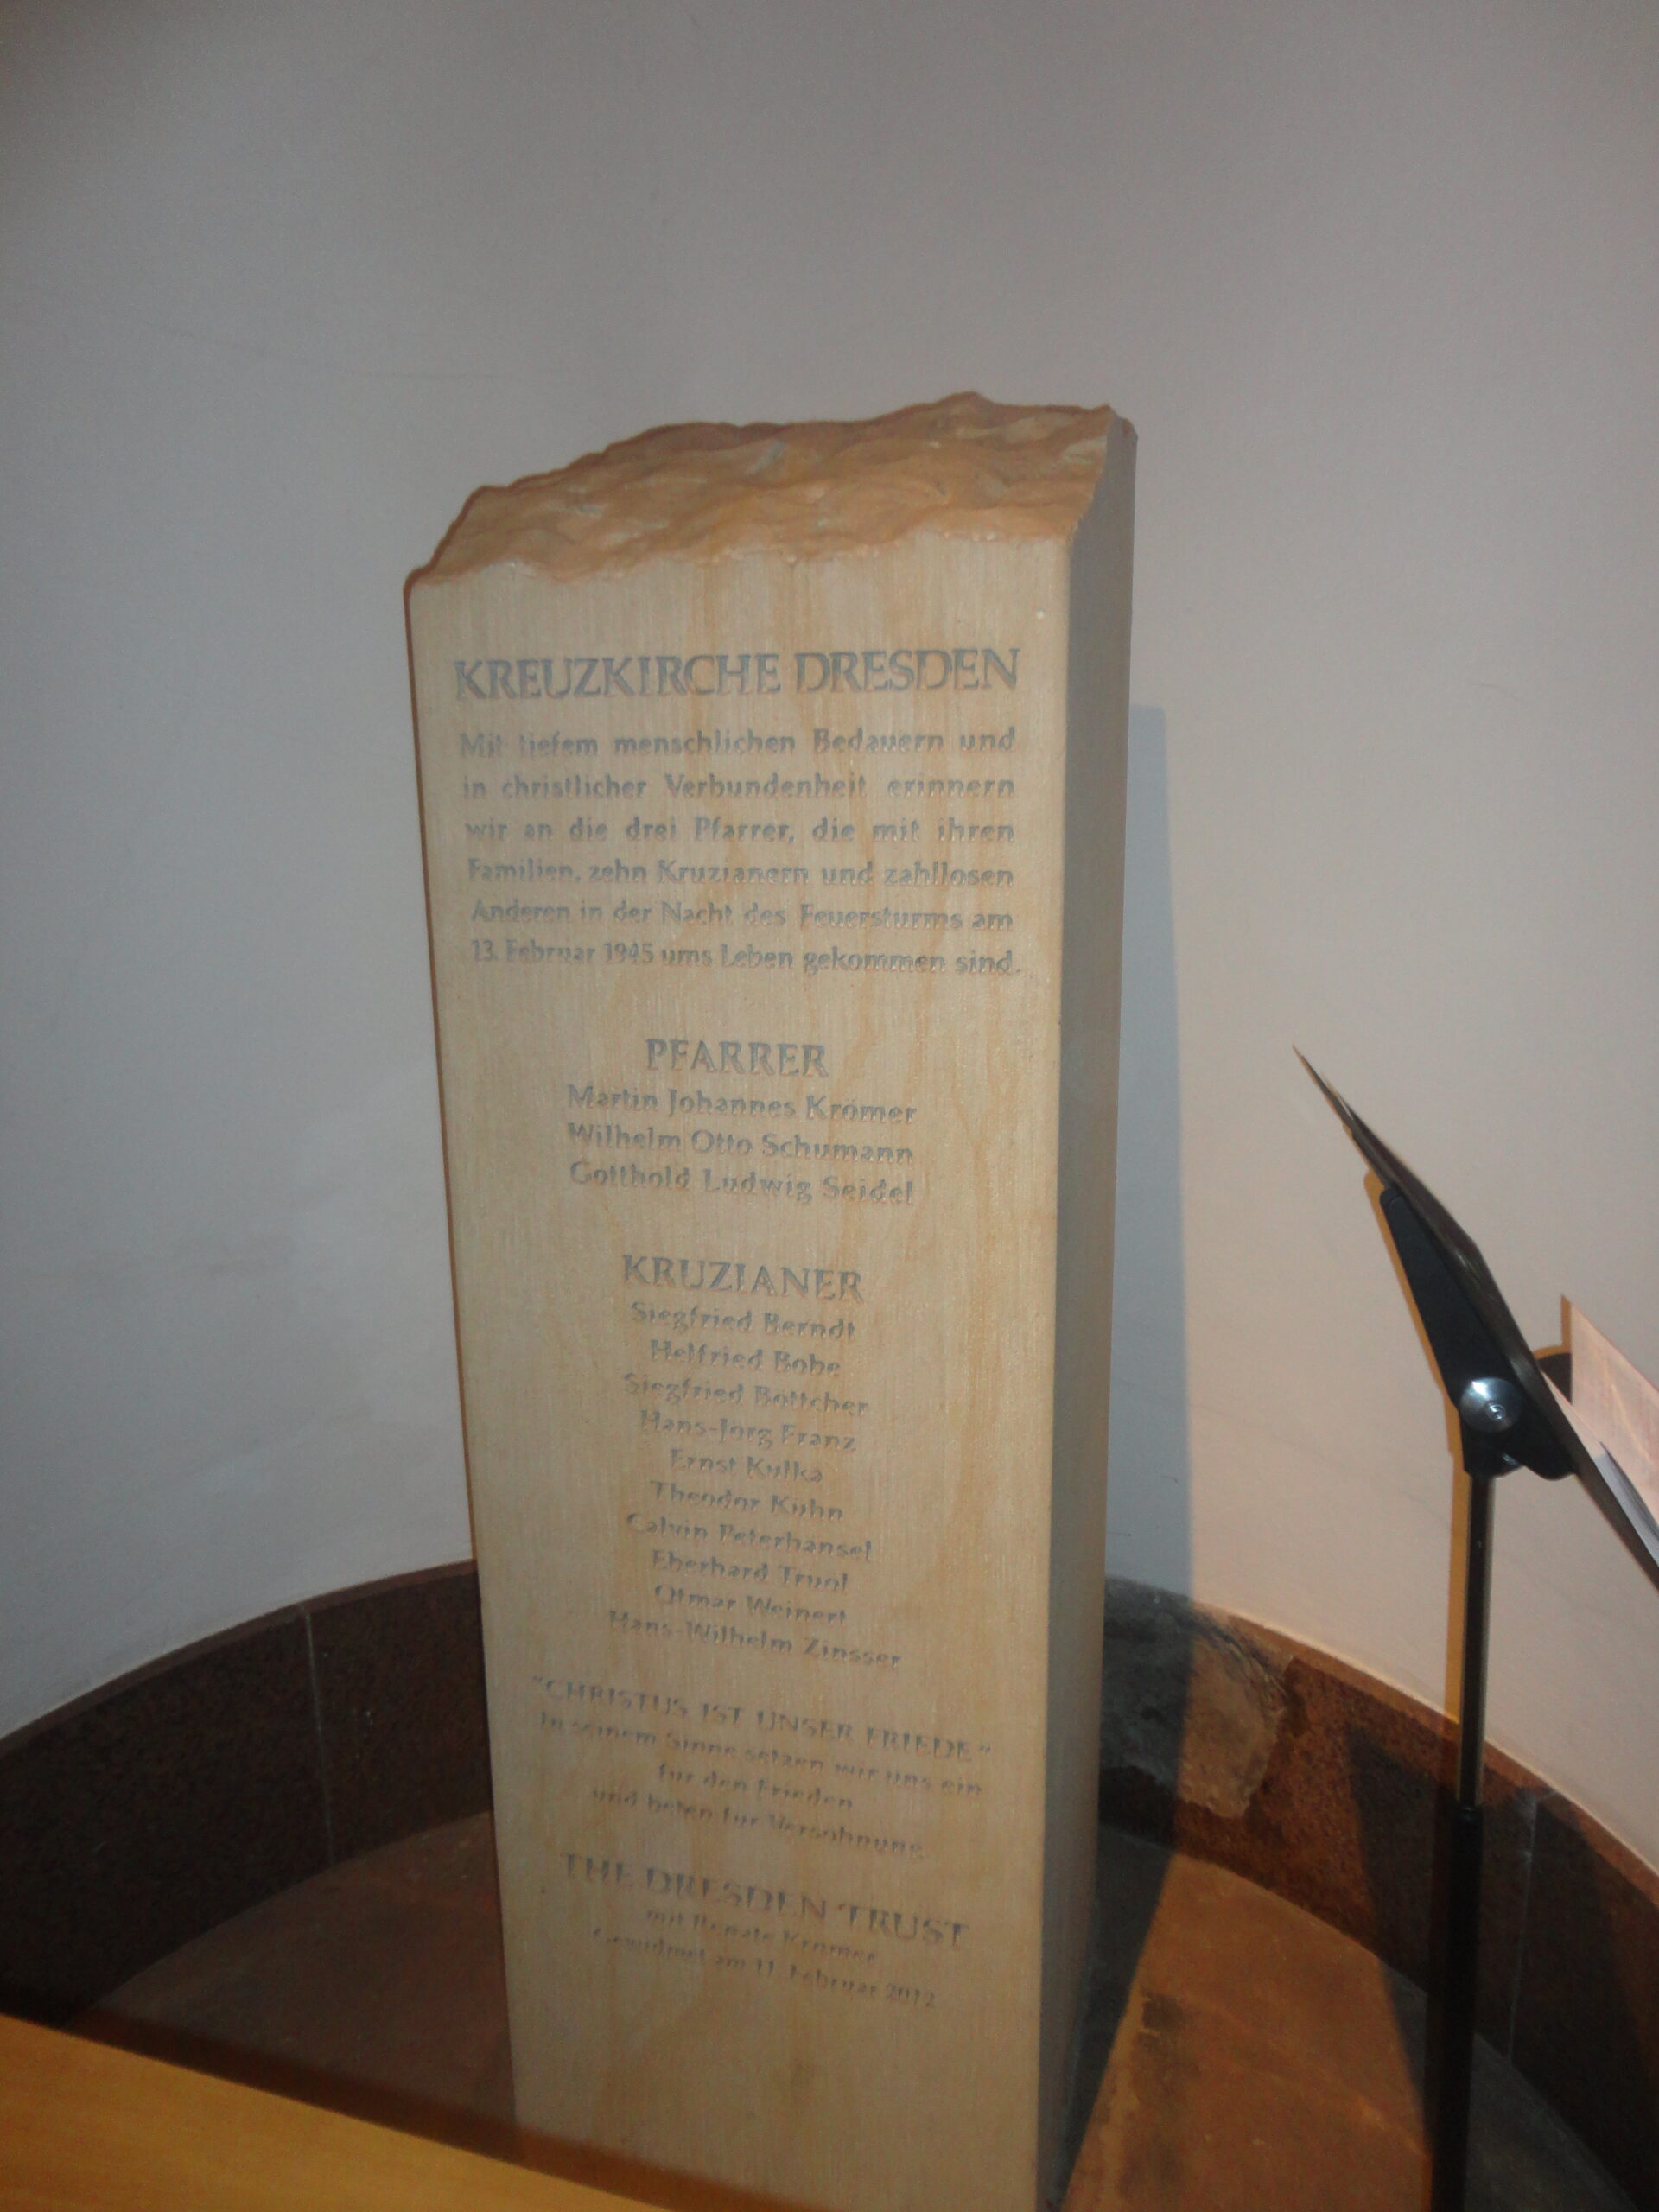 KREUZKIRCHE DRESDEN
Mit tiefem menschlichen Bedauern und
in christlicher Verbundenheit erinnern
wir an die drei Pfarrer, die mit ihren
Familien, zehn Kruzianern und zahllosen
Anderen in der Nacht des Feuersturms am
13. Februar 1945 ums Leben gekommen sind.
PFARRER
Martin Johannes Krömer
Wilhelm Otto Schumann
Gotthold Ludwig Seidel
KRUZIANER
Siegfried Berndt
Helfried Bobe
Siegfried Böttcher
Hans-Jörg Franz
Ernst Kulka
Theodor Kühn
Calvin Peterhansel
Eberhard Truöl
Otmar Weinert
Hans-Wilhelm Zinsser
"CHRISTUS IST UNSER FRIEDE"
In seinem Sinne setzen wir uns ein
für den Frieden
und beten für Versöhnung
THE DRESDEN TRUST
mit Renate Krömer
Gewidmet am 11. Februar 2012